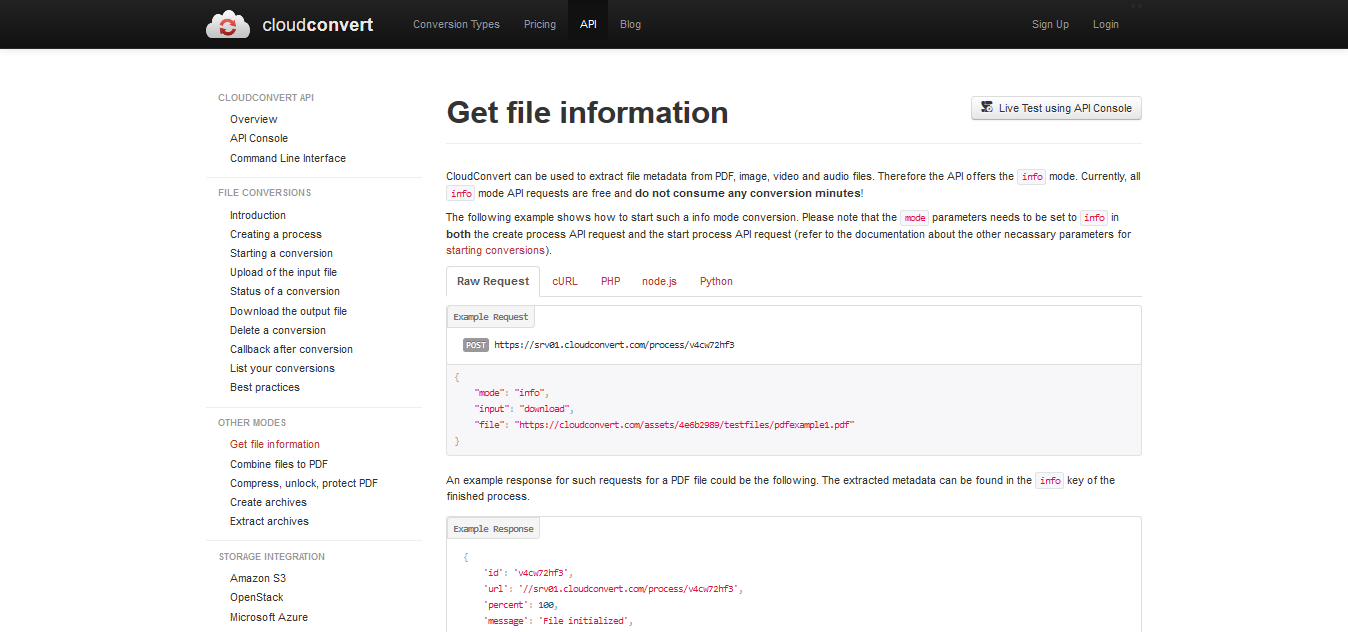 cloudconvert
Conversion Types
Pricing
API
Blog
Sign Up
Login
CLOUDCONVERT API
Overview
API Console
Command Line Interface
FILE CONVERSIONS
Introduction
Creating a process
Starting a conversion
Upload of the input file
Status of a conversion
Download the output file
Delete a conversion
Callback after conversion
List your conversions
Best practices
OTHER MODES
Get file information
Combine files to PDF
Compress, unlock, protect PDF
Create archives
Extract archives
STORAGE INTEGRATION
Amazon S3
OpenStack
Microsoft Azure
Get file information
Live Test using API Console
CloudConvert can be used to extract file metadata from PDF, image, video and audio files. Therefore the API offers the info mode. Currently, all
info mode API requests are free and do not consume any conversion minutes!
The following example shows how to start such a info mode conversion. Please note that the mode parameters needs to be set to info in
both the create process API request and the start process API request (refer to the documentation about the other necassary parameters for
starting conversions).
Raw Request
cURL
PHP
node.js
Python
Example Request
POST https://srv01.cloudconvert.com/process/v4cw72hf3
{
"mode": "info",
"input": "download",
"file": "https://cloudconvert.com/assets/4e6b2989/testfiles/pdfexample1.pdf"
}
An example response for such requests for a PDF file could be the following. The extracted metadata can be found in the info key of the
finished process.
Example Response
{
'id': 'v4cw72hf3',
'url': '//srv01.cloudconvert.com/process/v4cw72hf3',
'percent': 100,
'message': 'File initialized',